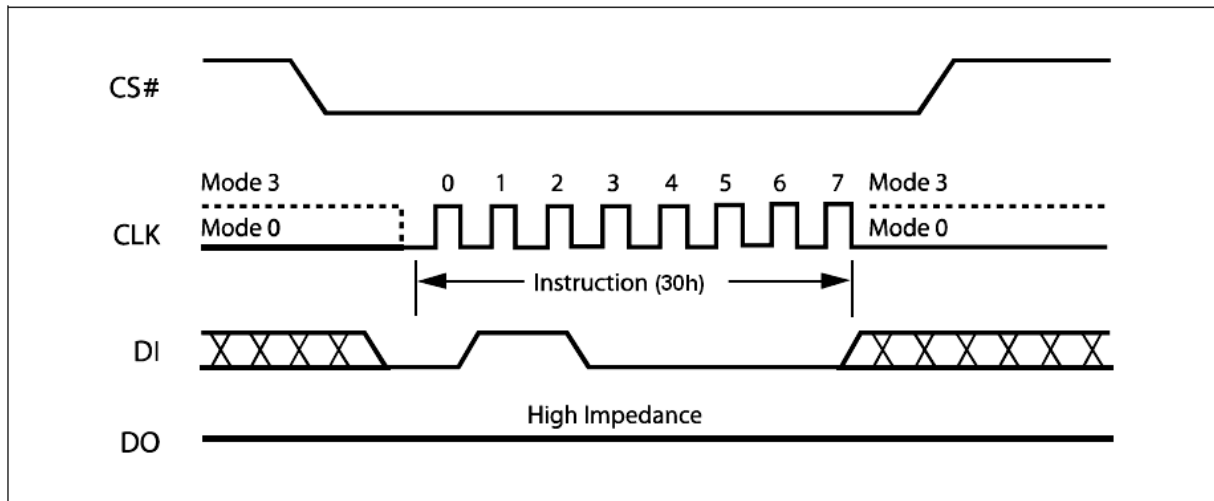 CS#
Mode 3 0 1 2 3 4 5 6 7 Mode 3
CLK Mode 0 Mode 0
Instruction (30h)
DI
High Impedance
DO